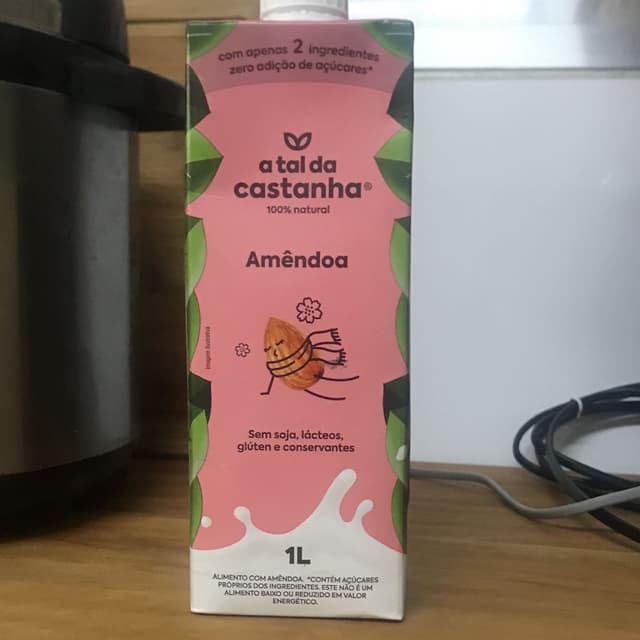 com apenas 2 ingredientes
zero adição de açúcares*
a tal da
castanha®
100% natural
Amêndoa
Imagem ilustrativa
Sem soja, lácteos,
glúten e conservantes
1L
ALIMENTO COM AMÊNDOA. *CONTÉM AÇÚCARES
PRÓPRIOS DOS INGREDIENTES. ESTE NÃO É UM
ALIMENTO BAIXO OU REDUZIDO EM VALOR
ENERGÉTICO.